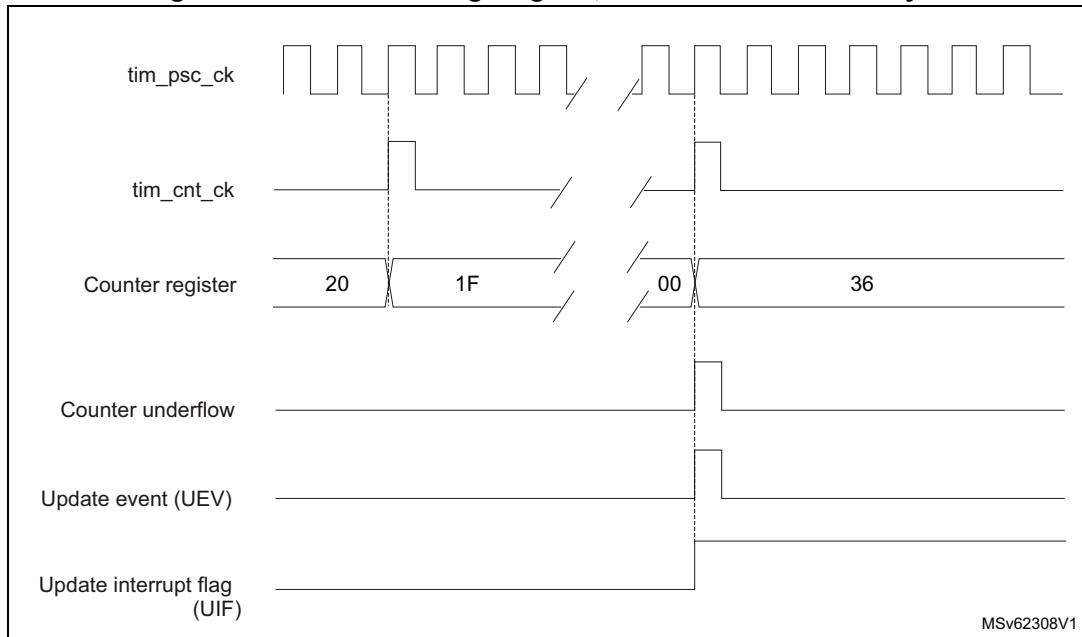 tim_psc_ck
tim_cnt_ck
Counter register
20
1F
00
36
Counter underflow
Update event (UEV)
Update interrupt flag
(UIF)
MSv62308V1